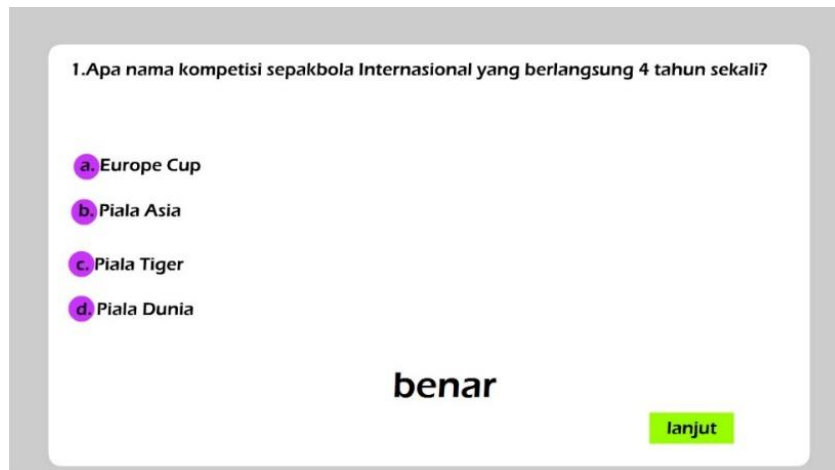 1.Apa nama kompetisi sepakbola Internasional yang berlangsung 4 tahun sekali?
a. Europe Cup
b. Piala Asia
c. Piala Tiger
d. Piala Dunia
benar
lanjut